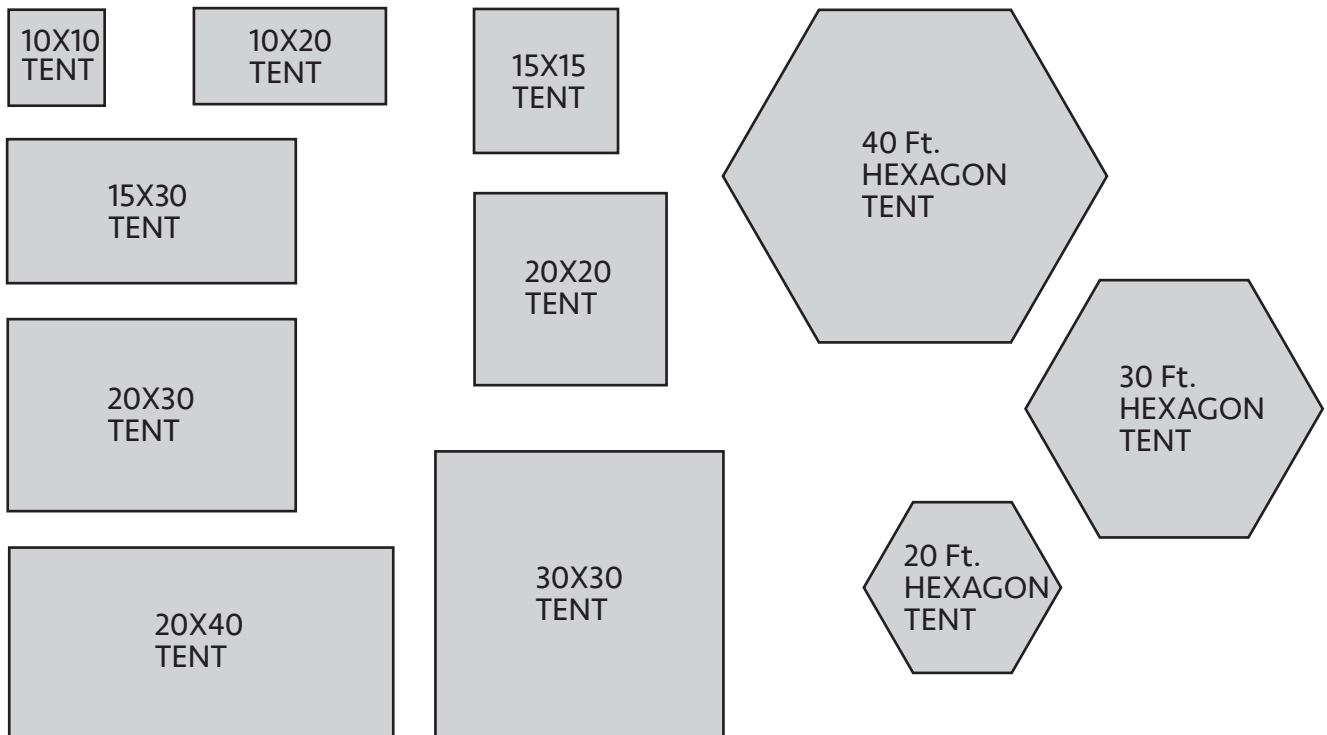 10X10
TENT
10X20
TENT
15X15
TENT
40 Ft.
HEXAGON
TENT
15X30
TENT
20X20
TENT
30 Ft.
HEXAGON
TENT
20X30
TENT
20 Ft.
HEXAGON
TENT
30X30
TENT
20X40
TENT